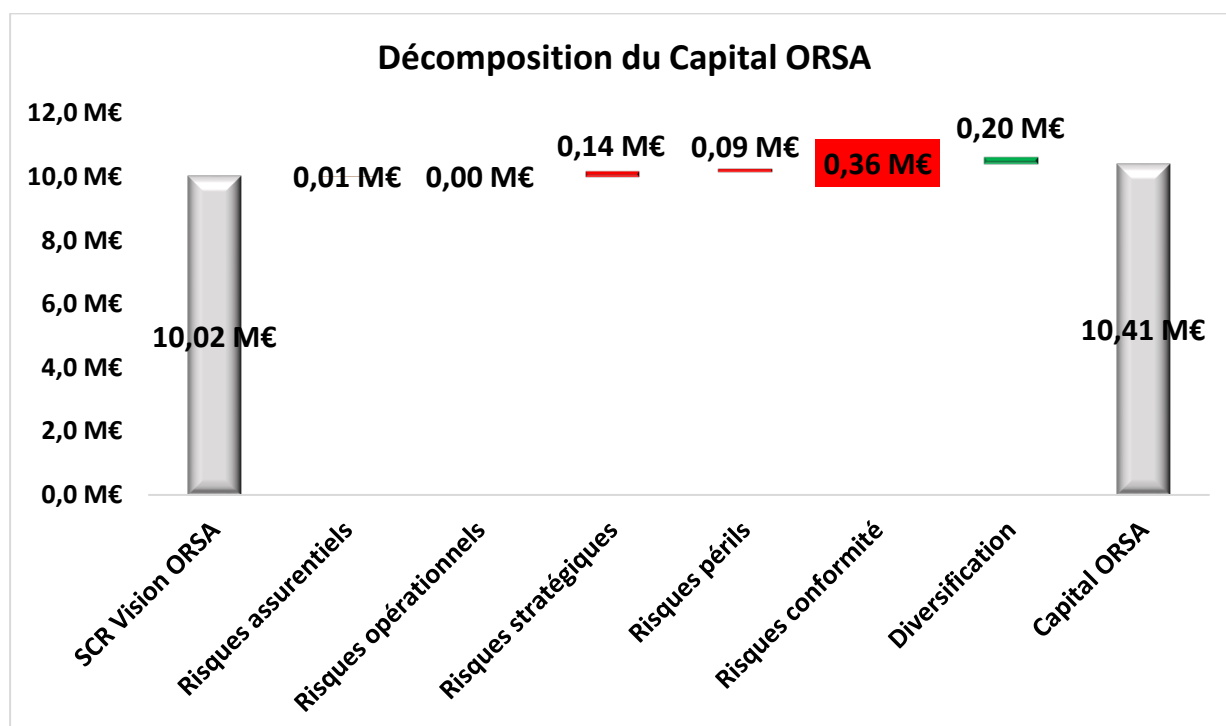 Décomposition du Capital ORSA
12,0 M€
10,0 M€
8,0 M€
6,0 M€
4,0 M€
2,0 M€
0,0 M€
10,02 M€
0,01 M€
0,00 M€
0,14 M€
0,09 M€
0,36 M€
0,20 M€
10,41 M€
SCR Vision ORSA
Risques assurentiels
Risques opérationnels
Risques stratégiques
Risques périls
Risques conformité
Diversification
Capital ORSA